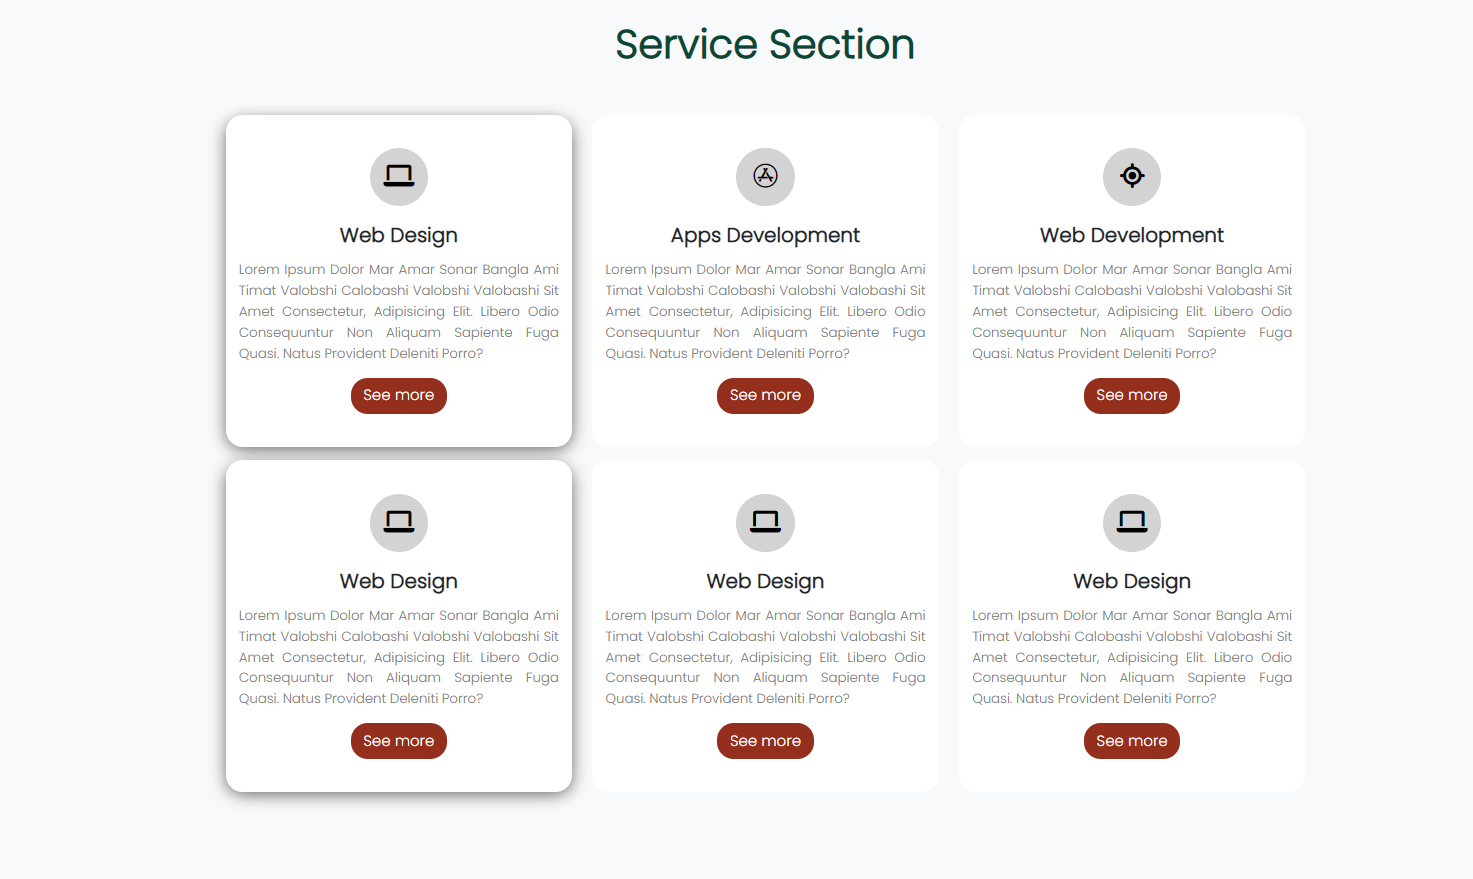 Service Section
Web Design
Lorem Ipsum Dolor Mar Amar Sonar Bangla Ami
Timat Valobshi Calobashi Valobshi Valobashi Sit
Amet Consectetur, Adipisicing Elit. Libero Odio
Consequuntur Non Aliquam Sapiente Fuga
Quasi. Natus Provident Deleniti Porro?
See more
Apps Development
Lorem Ipsum Dolor Mar Amar Sonar Bangla Ami
Timat Valobshi Calobashi Valobshi Valobashi Sit
Amet Consectetur, Adipisicing Elit. Libero Odio
Consequuntur Non Aliquam Sapiente Fuga
Quasi. Natus Provident Deleniti Porro?
See more
Web Development
Lorem Ipsum Dolor Mar Amar Sonar Bangla Ami
Timat Valobshi Calobashi Valobshi Valobashi Sit
Amet Consectetur, Adipisicing Elit. Libero Odio
Consequuntur Non Aliquam Sapiente Fuga
Quasi. Natus Provident Deleniti Porro?
See more
Web Design
Lorem Ipsum Dolor Mar Amar Sonar Bangla Ami
Timat Valobshi Calobashi Valobshi Valobashi Sit
Amet Consectetur, Adipisicing Elit. Libero Odio
Consequuntur Non Aliquam Sapiente Fuga
Quasi. Natus Provident Deleniti Porro?
See more
Web Design
Lorem Ipsum Dolor Mar Amar Sonar Bangla Ami
Timat Valobshi Calobashi Valobshi Valobashi Sit
Amet Consectetur, Adipisicing Elit. Libero Odio
Consequuntur Non Aliquam Sapiente Fuga
Quasi. Natus Provident Deleniti Porro?
See more
Web Design
Lorem Ipsum Dolor Mar Amar Sonar Bangla Ami
Timat Valobshi Calobashi Valobshi Valobashi Sit
Amet Consectetur, Adipisicing Elit. Libero Odio
Consequuntur Non Aliquam Sapiente Fuga
Quasi. Natus Provident Deleniti Porro?
See more